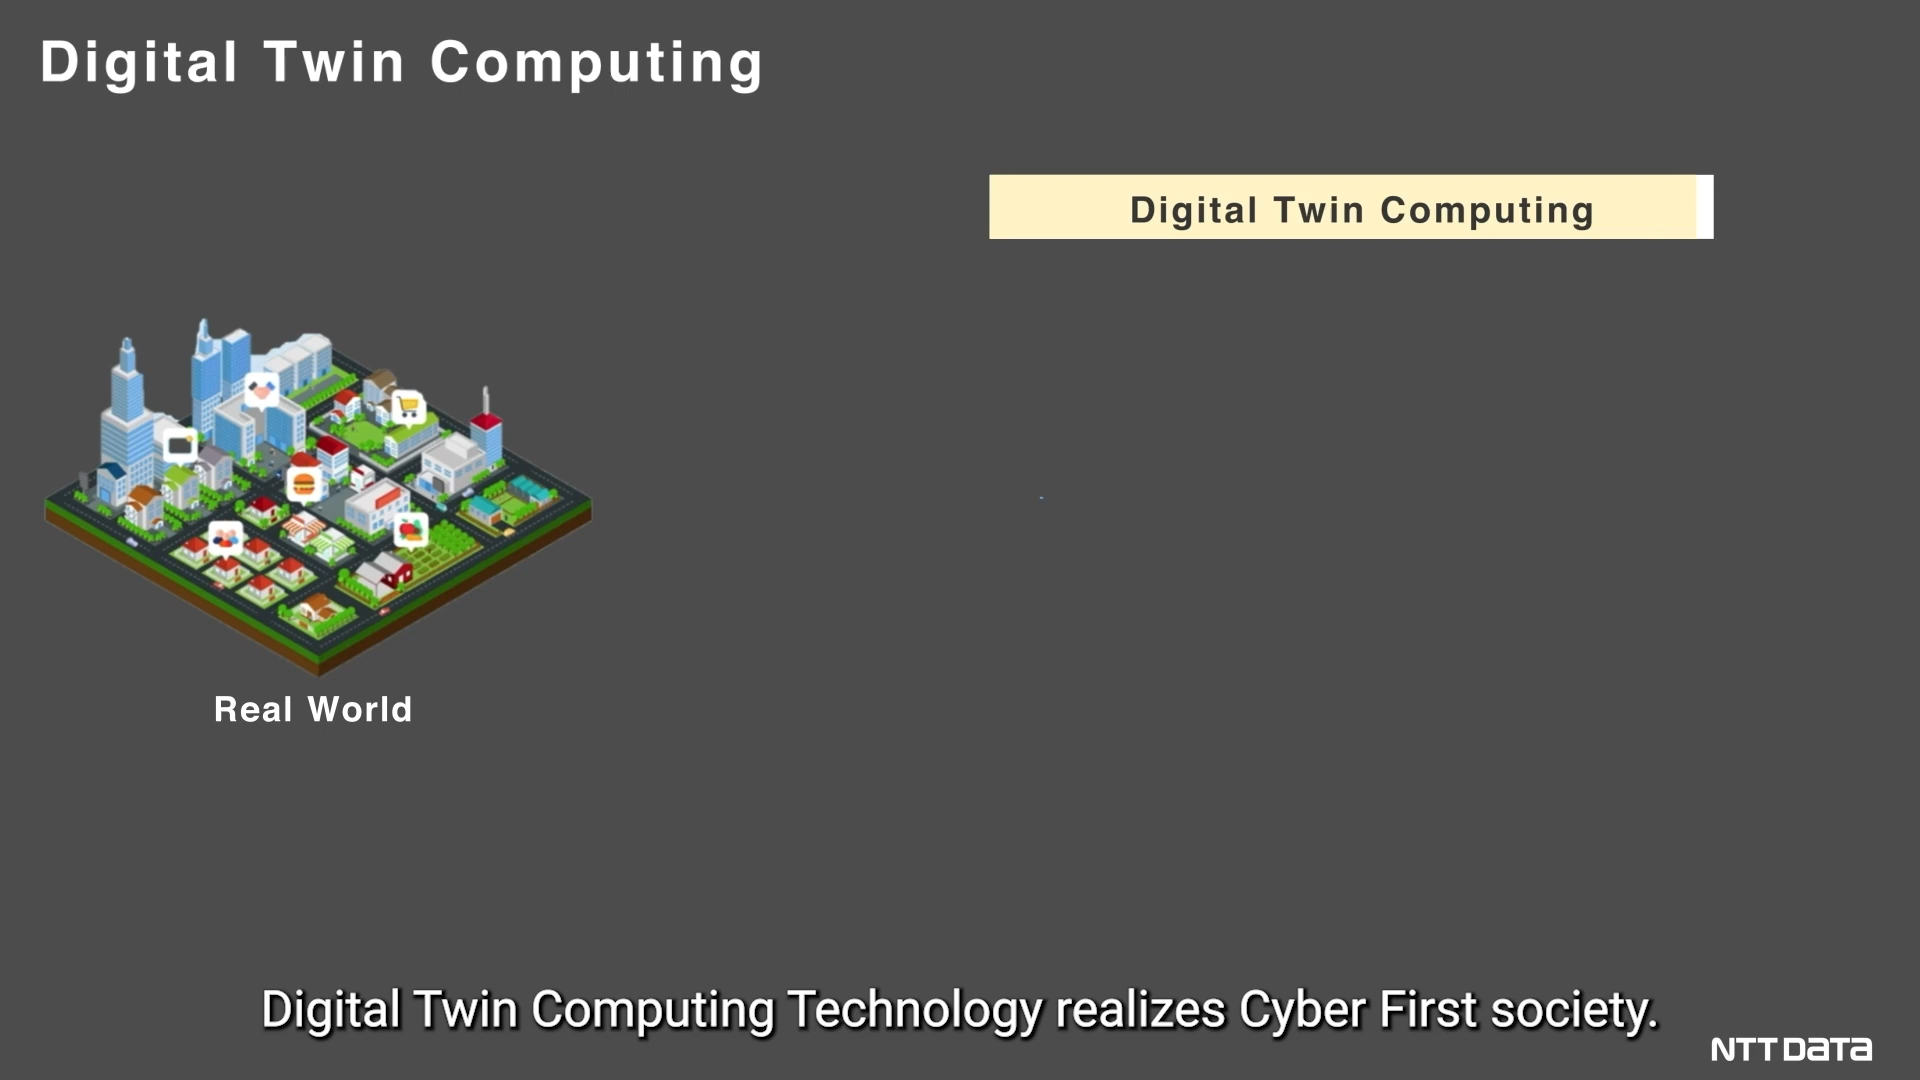 Digital Twin Computing
Digital Twin Computing
Real World
Digital Twin Computing Technology realizes Cyber First society.
NTT DATA